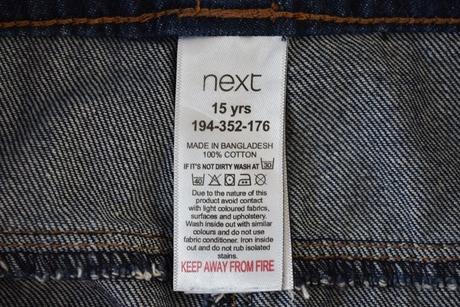 next
15 yrs
194-352-176
MADE IN BANGLADESH
100% COTTON
IF IT'S NOT DIRTY WASH AT 30
40
Due to the nature of this
product avoid contact
with light coloured fabrics,
surfaces and upholstery.
Wash inside out with similar
colours and do not use
fabric conditioner. Iron inside
out and do not rub isolated
stains.
KEEP AWAY FROM FIRE